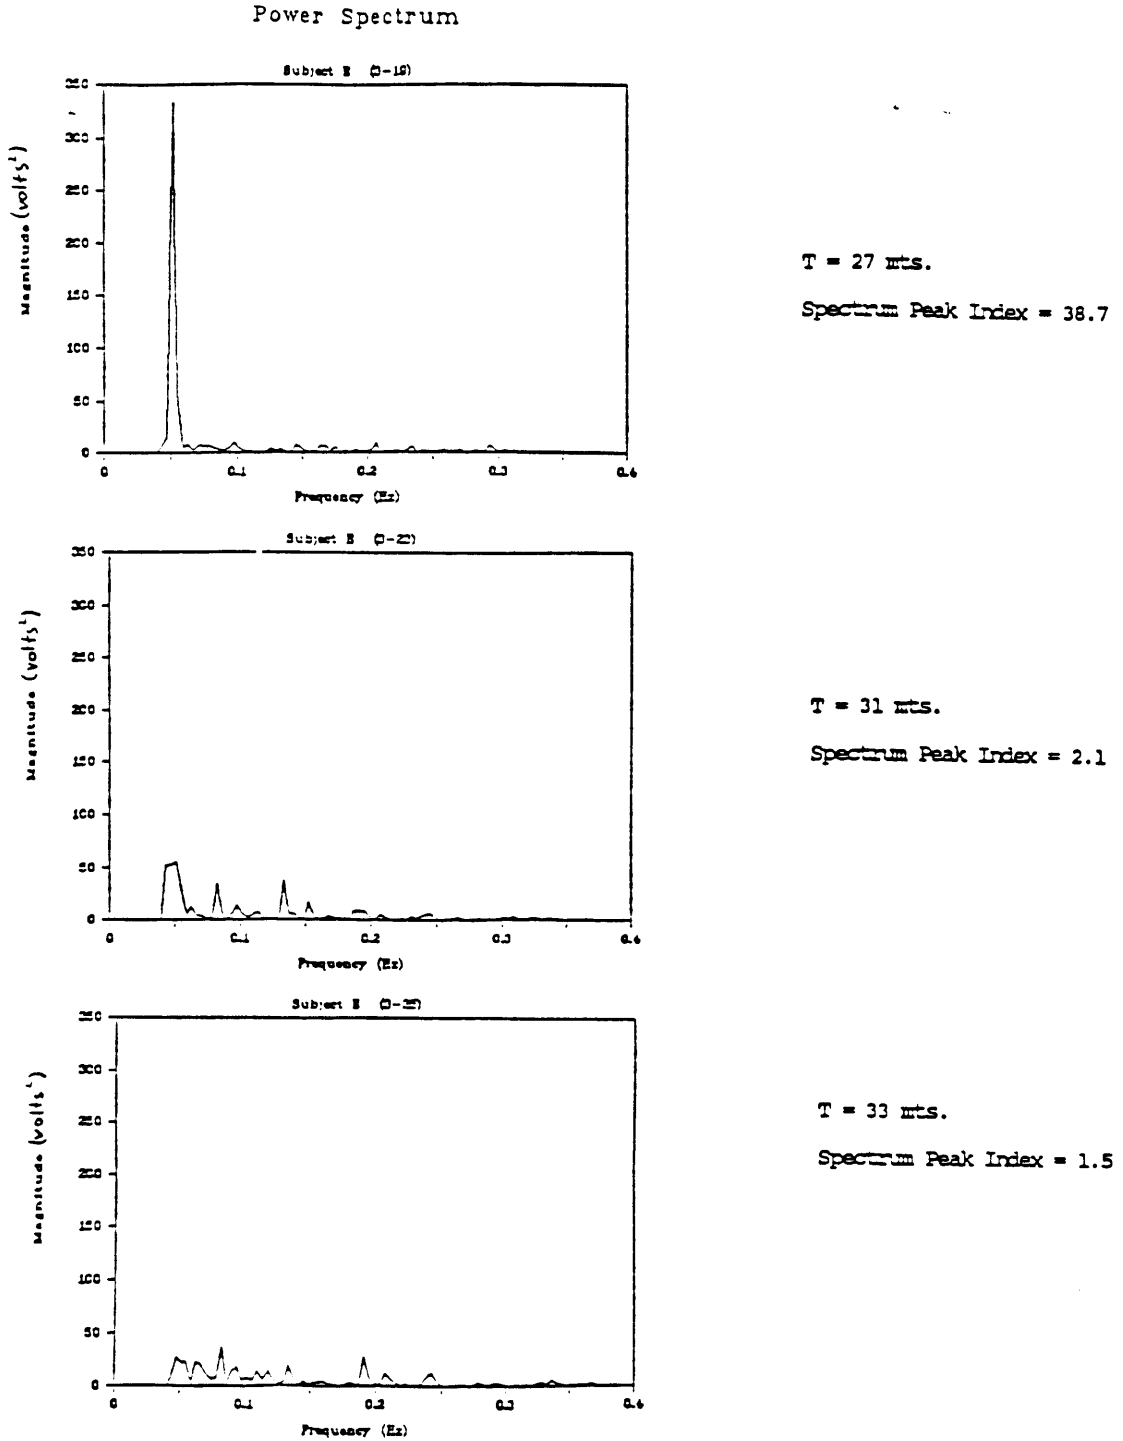 Power Spectrum
Subject E (D-19)
350
300
250
200
150
100
50
0
Magnitude (volts²)
0 0.1 0.2 0.3 0.4
Frequency (Hz)
T = 27 mts.
Spectrum Peak Index = 38.7
Subject E
350
300
250
200
150
100
50
0
Magnitude (volts²)
0 0.1 0.2 0.3 0.4
Frequency (Hz)
T = 31 mts.
Spectrum Peak Index = 2.1
Subject E
350
300
250
200
150
100
50
0
Magnitude (volts²)
0 0.1 0.2 0.3 0.4
Frequency (Hz)
T = 33 mts.
Spectrum Peak Index = 1.5